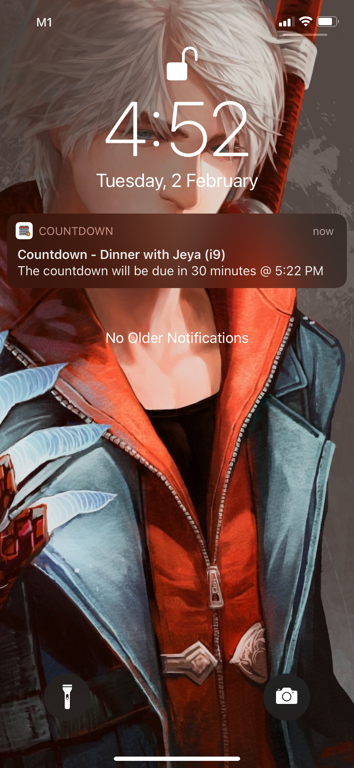 M1
4:52
Tuesday, 2 February
COUNTDOWN now
Countdown - Dinner with Jeya (i9)
The countdown will be due in 30 minutes @ 5:22 PM
No Older Notifications